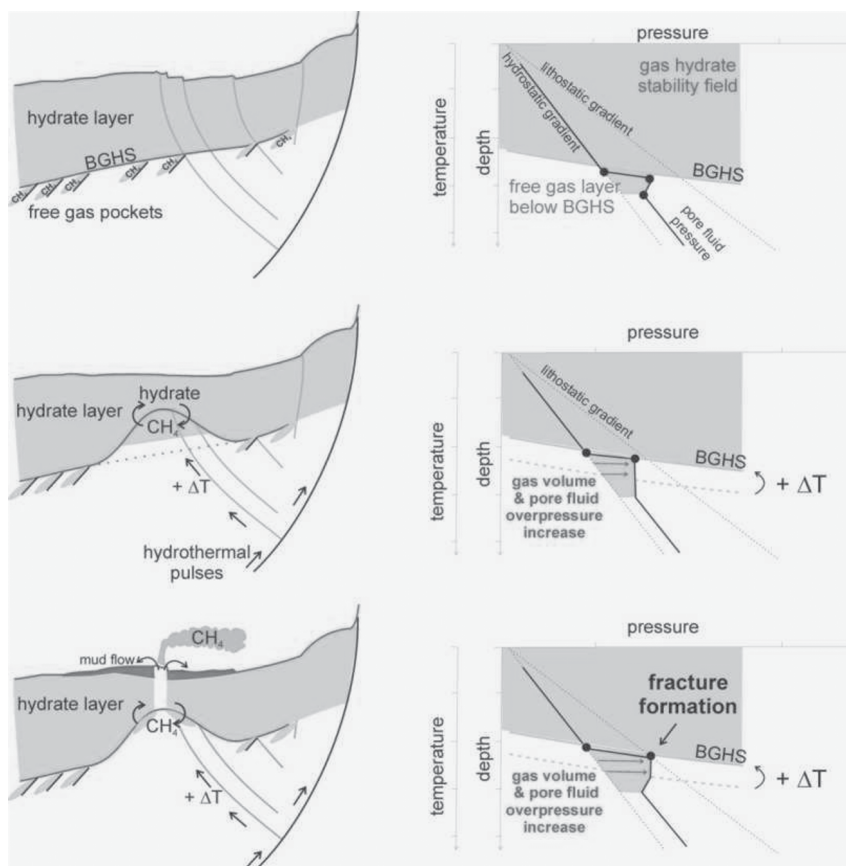 hydrate layer
BGHS
CH₄
CH₄
CH₄
CH₄
CH₄
CH₄
CH₄
free gas pockets
pressure
temperature
depth
hydrostatic gradient
lithostatic gradient
gas hydrate
stability field
BGHS
free gas layer
below BGHS
pore fluid
pressure
hydrate layer
hydrate
CH₄
+ ΔT
hydrothermal
pulses
pressure
temperature
depth
lithostatic gradient
BGHS
gas volume
& pore fluid
overpressure
increase
+ ΔT
CH₄
mud flow
hydrate layer
CH₄
+ ΔT
pressure
temperature
depth
fracture
formation
BGHS
gas volume
& pore fluid
overpressure
increase
+ ΔT